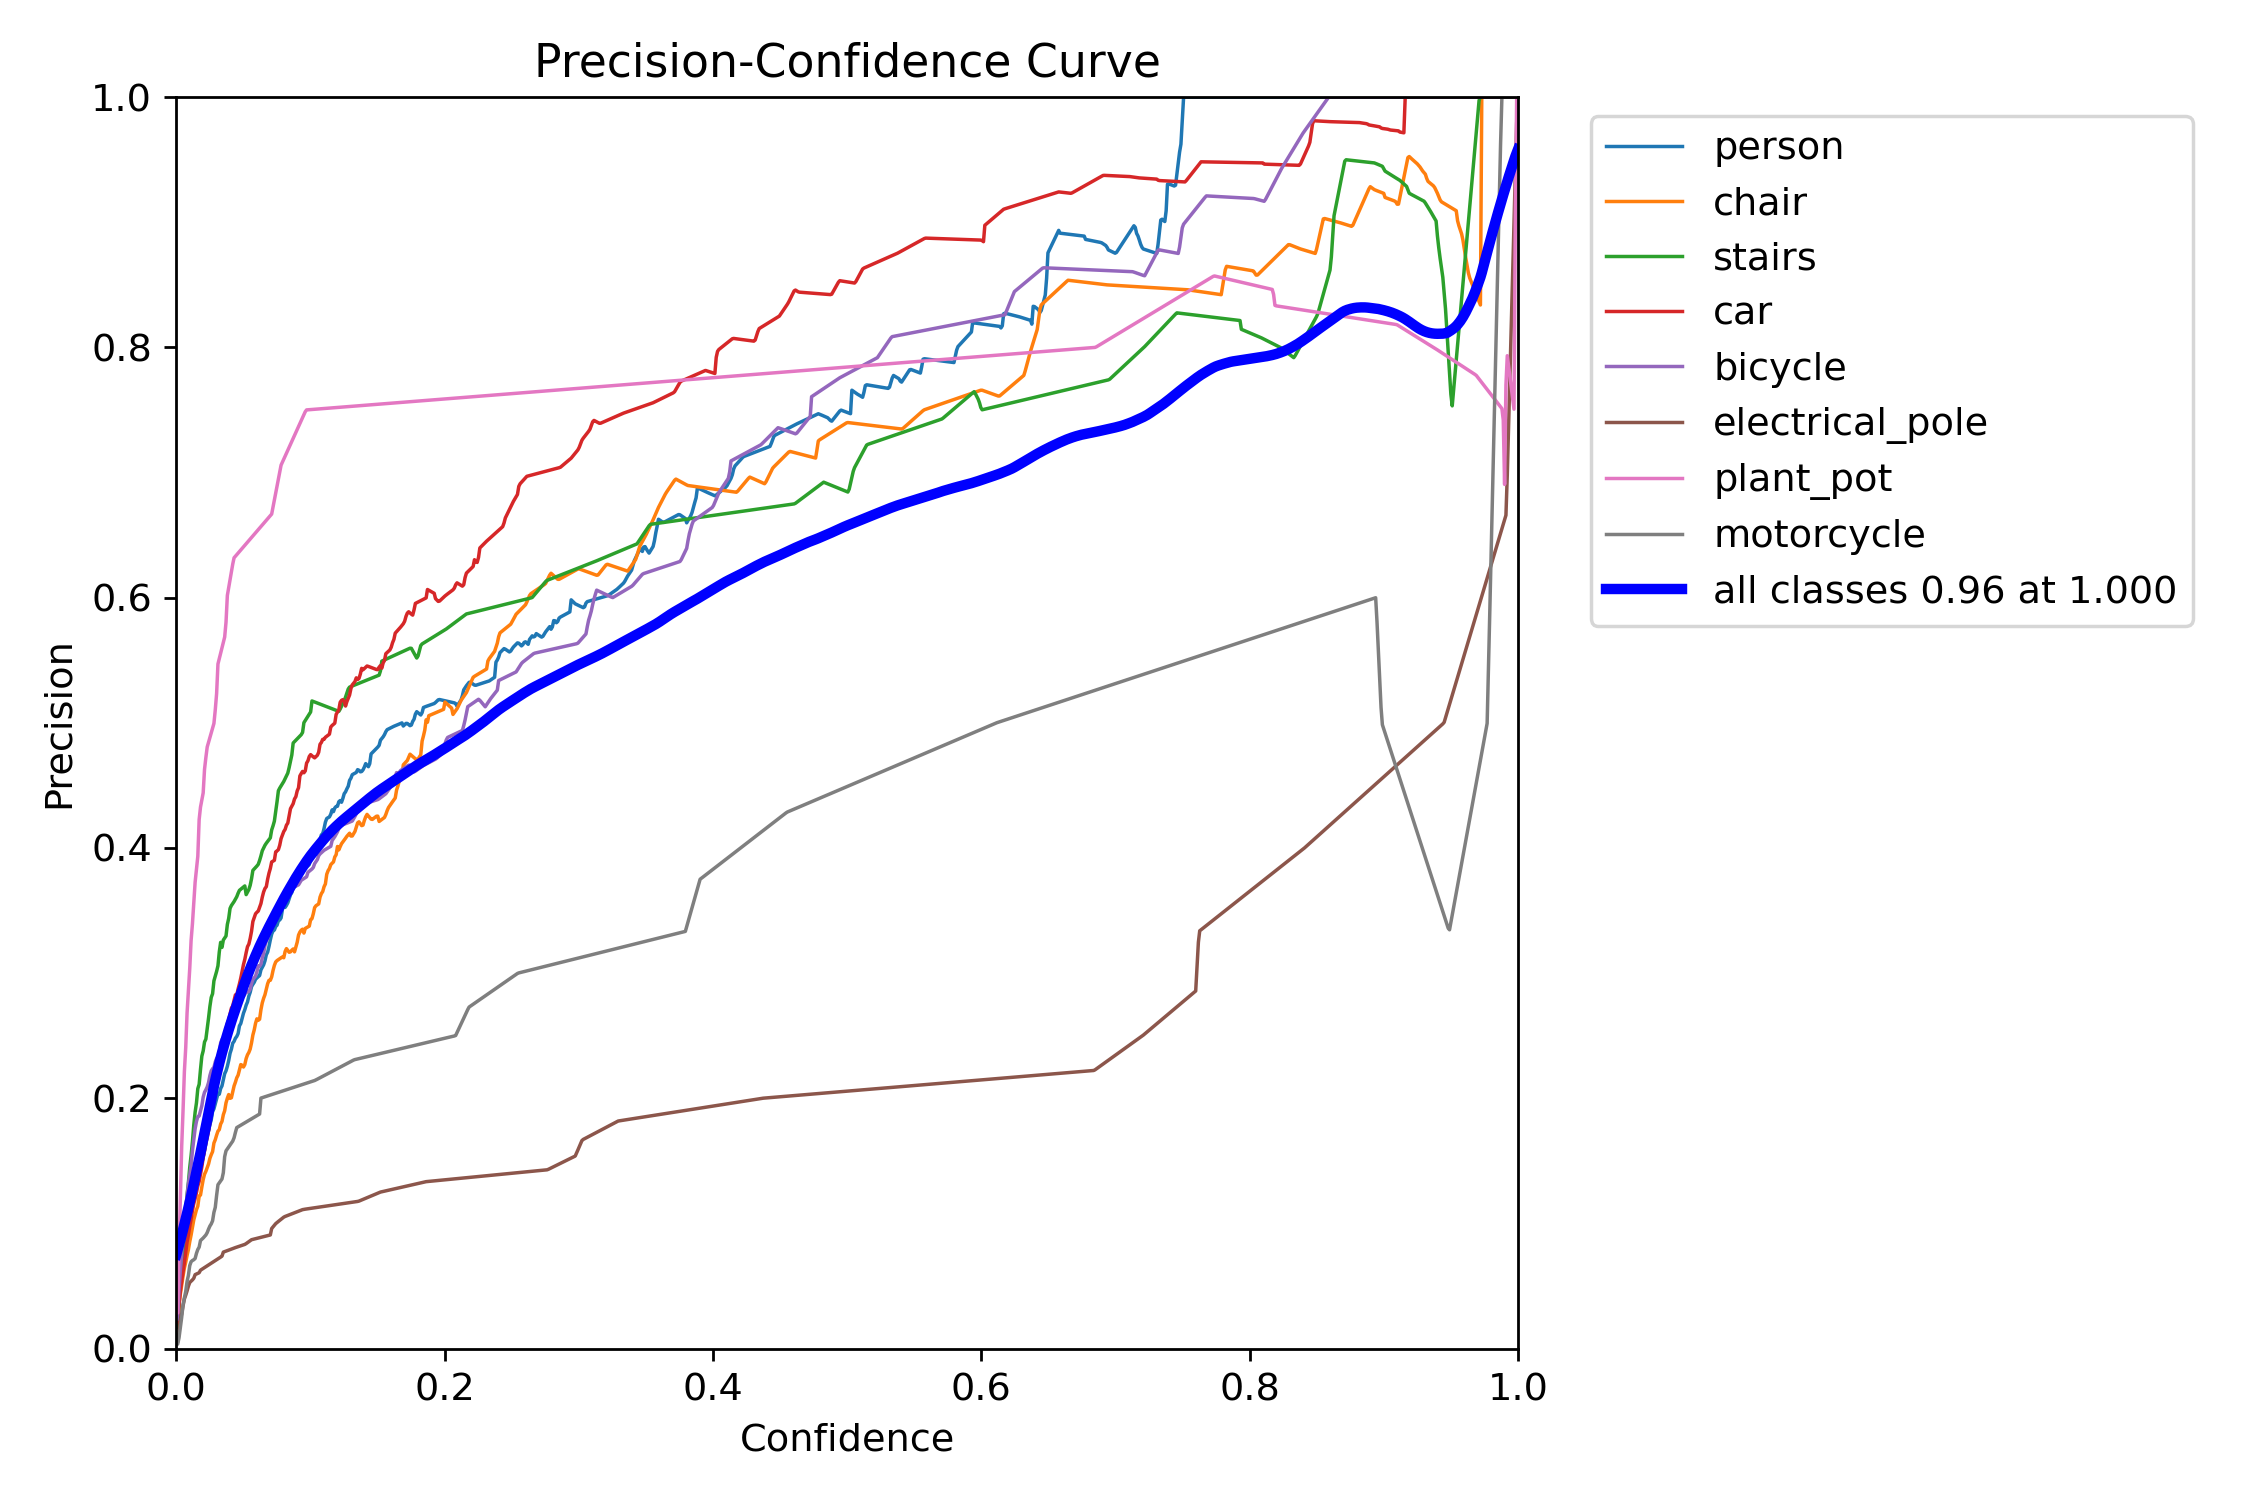 Precision-Confidence Curve
1.0
0.8
0.6
0.4
0.2
0.0
Precision
0.0 0.2 0.4 0.6 0.8 1.0
Confidence
person
chair
stairs
car
bicycle
electrical_pole
plant_pot
motorcycle
all classes 0.96 at 1.000